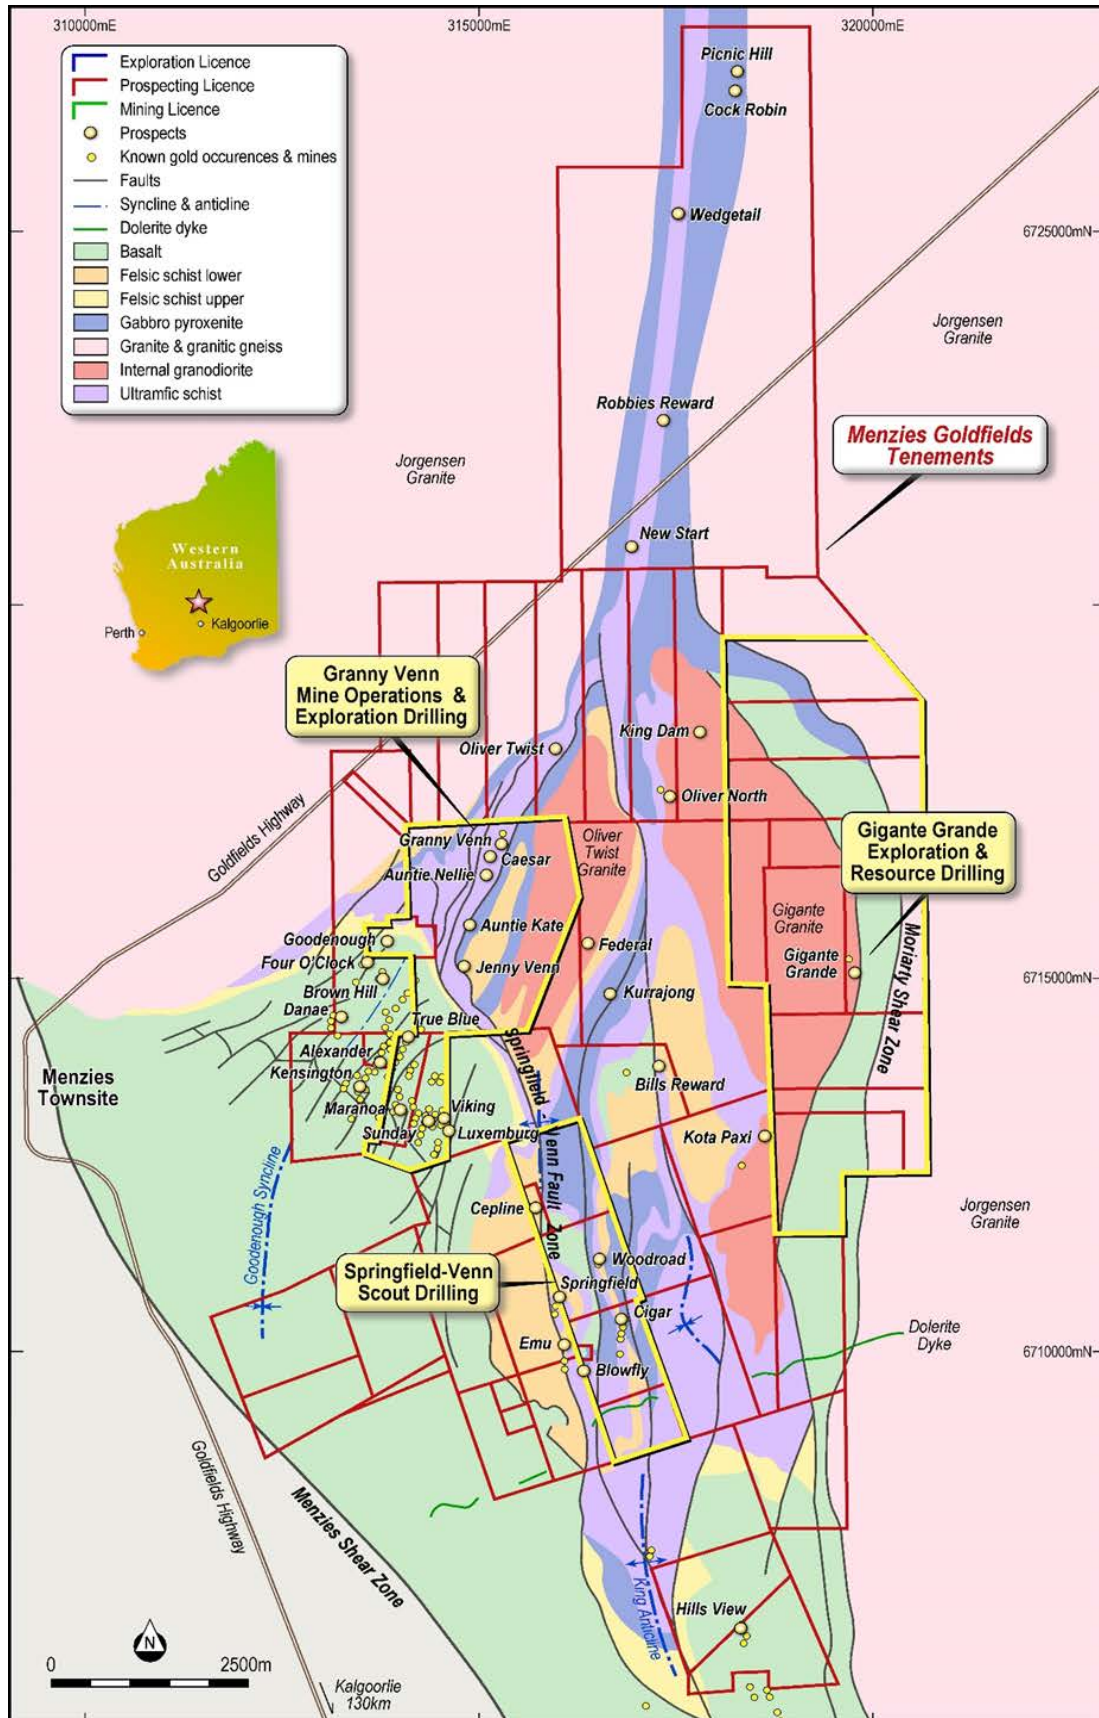 310000mE
315000mE
320000mE
Exploration Licence
Prospecting Licence
Mining Licence
Prospects
Known gold occurences & mines
Faults
Syncline & anticline
Dolerite dyke
Basalt
Felsic schist lower
Felsic schist upper
Gabbro pyroxenite
Granite & granitic gneiss
Internal granodiorite
Ultramfic schist
Picnic Hill
Cock Robin
Wedgetail
6725000mN
Jorgensen
Granite
Robbies Reward
Menzies Goldfields
Tenements
Jorgensen
Granite
New Start
Western
Australia
Perth
Kalgoorlie
Granny Venn
Mine Operations &
Exploration Drilling
King Dam
Oliver Twist
Oliver North
Goldfields Highway
Granny Venn
Caesar
Auntie Nellie
Oliver
Twist
Granite
Gigante Grande
Exploration &
Resource Drilling
Gigante
Granite
Auntie Kate
Goodenough
Federal
Four O'Clock
Jenny Venn
Gigante
Grande
Moriarty Shear Zone
6715000mN
Brown Hill
Kurrajong
Danae
True Blue
Springfield - Venn Fault Zone
Alexander
Kensington
Bills Reward
Menzies
Townsite
Maranoa
Viking
Sunday
Luxemburg
Kota Paxi
Goodenough Syncline
Cepline
Jorgensen
Granite
Woodroad
Springfield-Venn
Scout Drilling
Springfield
Cigar
Emu
Dolerite
Dyke
6710000mN
Blowfly
Goldfields Highway
Menzies Shear Zone
King Anticline
Hills View
N
0
2500m
Kalgoorlie
130km